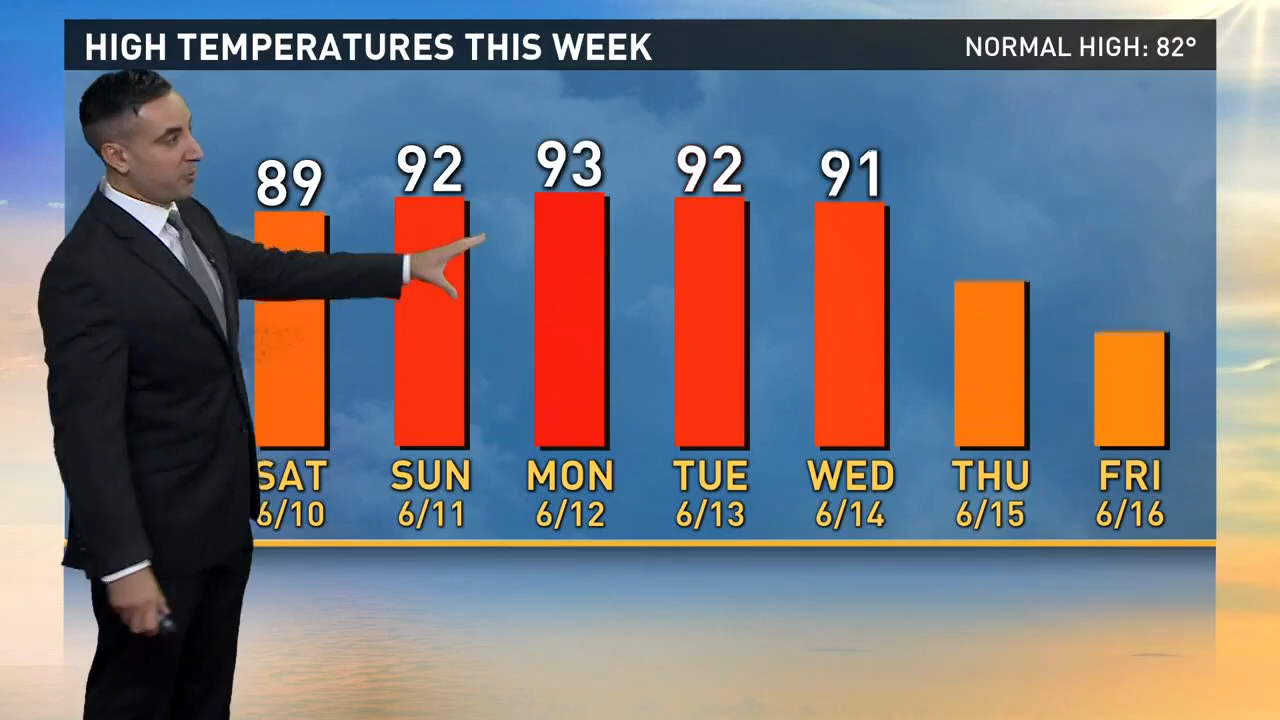 HIGH TEMPERATURES THIS WEEK
NORMAL HIGH: 82°
89 92 93 92 91
SAT SUN MON TUE WED THU FRI
6/10 6/11 6/12 6/13 6/14 6/15 6/16